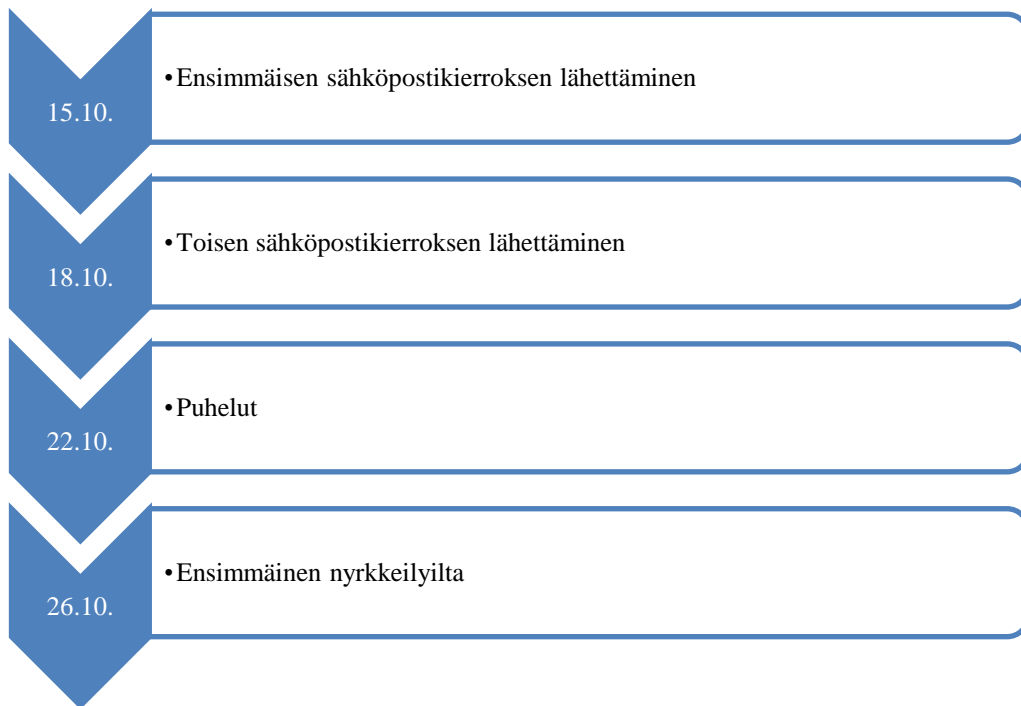 15.10.
•Ensimmäisen sähköpostikierroksen lähettäminen
18.10.
•Toisen sähköpostikierroksen lähettäminen
22.10.
•Puhelut
26.10.
•Ensimmäinen nyrkkeilyilta